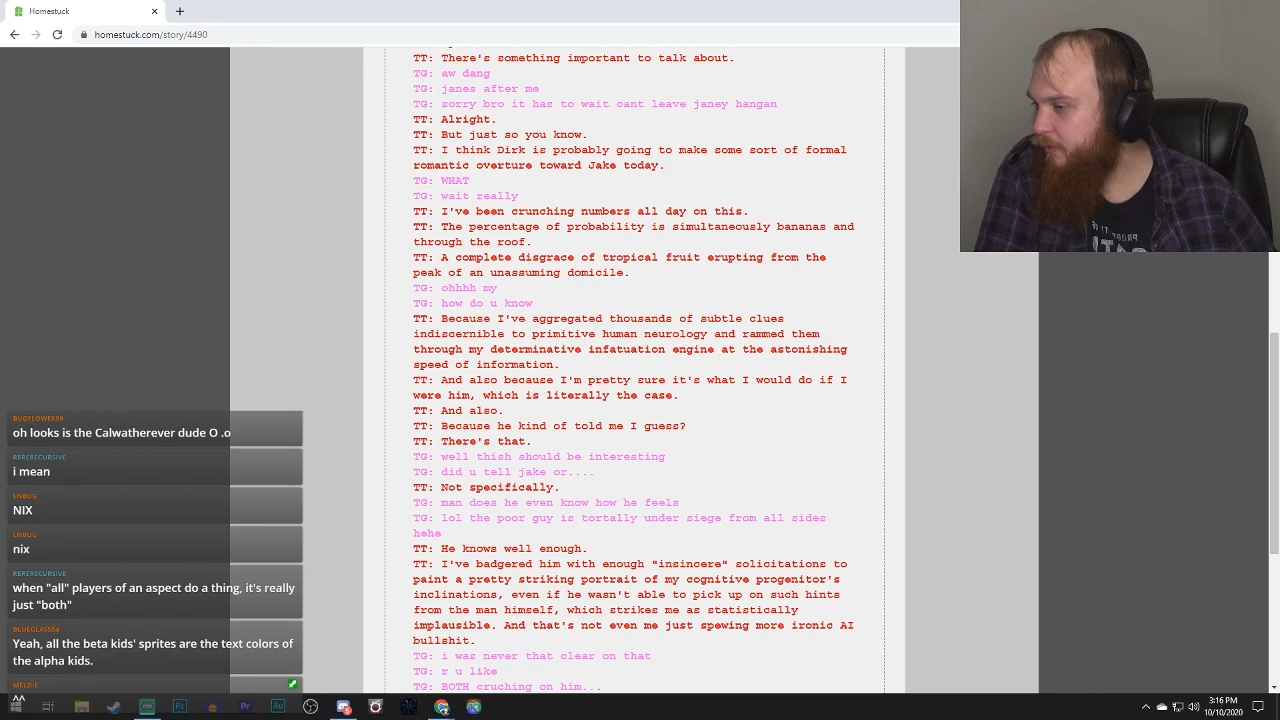 Homestuck
homestuck.com/story/4490
TT: There's something important to talk about.
TG: aw dang
TG: janes after me
TG: sorry bro it has to wait cant leave janey hangan
TT: Alright.
TT: But just so you know.
TT: I think Dirk is probably going to make some sort of formal
romantic overture toward Jake today.
TG: WHAT
TG: wait really
TT: I've been crunching numbers all day on this.
TT: The percentage of probability is simultaneously bananas and
through the roof.
TT: A complete disgrace of tropical fruit erupting from the
peak of an unassuming domicile.
TG: ohhhh my
TG: how do u know
TT: Because I've aggregated thousands of subtle clues
indiscernible to primitive human neurology and rammed them
through my determinative infatuation engine at the astonishing
speed of information.
TT: And also because I'm pretty sure it's what I would do if I
were him, which is literally the case.
TT: And also.
TT: Because he kind of told me I guess?
TT: There's that.
TG: well thish should be interesting
TG: did u tell jake or....
TT: Not specifically.
TG: man does he even know how he feels
TG: lol the poor guy is tortally under siege from all sides
hehe
TT: He knows well enough.
TT: I've badgered him with enough "insincere" solicitations to
paint a pretty striking portrait of my cognitive progenitor's
inclinations, even if he wasn't able to pick up on such hints
from the man himself, which strikes me as statistically
implausible. And that's not even me just spewing more ironic AI
bullshit.
TG: i was never that clear on that
TG: r u like
TG: BOTH cruching on him...
BUGFLOWER99
oh looks is the Calwatherever dude O .o
RERERECURSIVE
i mean
LNBUG
NIX
LNBUG
nix
RERERECURSIVE
when "all" players of an aspect do a thing, it's really
just "both"
BLUEGLASS54
Yeah, all the beta kids' sprites are the text colors of
the alpha kids.
MELDIE
^^
3:16 PM
10/10/2020